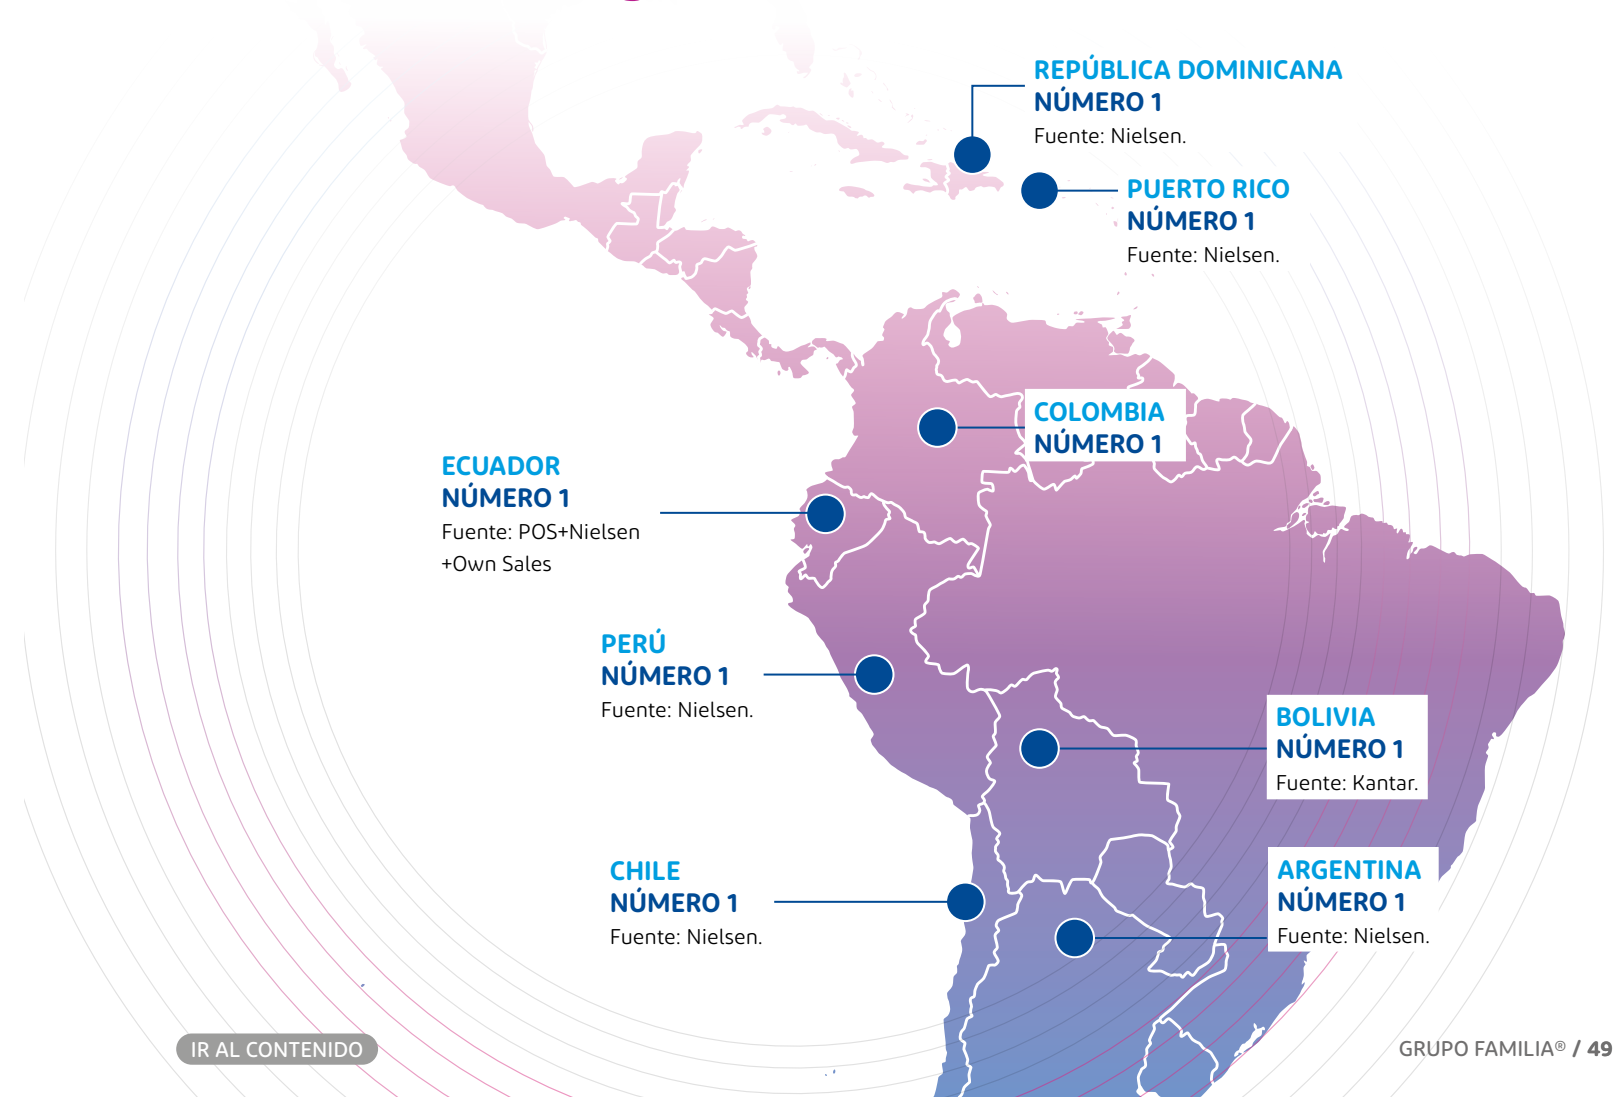 REPÚBLICA DOMINICANA
NÚMERO 1
Fuente: Nielsen.
PUERTO RICO
NÚMERO 1
Fuente: Nielsen.
COLOMBIA
NÚMERO 1
ECUADOR
NÚMERO 1
Fuente: POS+Nielsen
+Own Sales
PERÚ
NÚMERO 1
Fuente: Nielsen.
BOLIVIA
NÚMERO 1
Fuente: Kantar.
CHILE
NÚMERO 1
Fuente: Nielsen.
ARGENTINA
NÚMERO 1
Fuente: Nielsen.
IR AL CONTENIDO
GRUPO FAMILIA® / 49